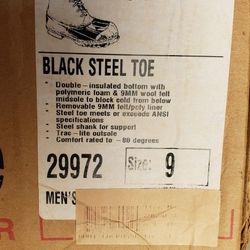 BLACK STEEL TOE
• Double - insulated bottom with
polymeric foam & 9MM wool felt
midsole to block cold from below
• Removable 9MM felt/poly liner
• Steel toe meets or exceeds ANSI
specifications
• Steel shank for support
• Trac - lite outsole
• Comfort rated to - 80 degrees
29972 Size: 9
MEN'S
R